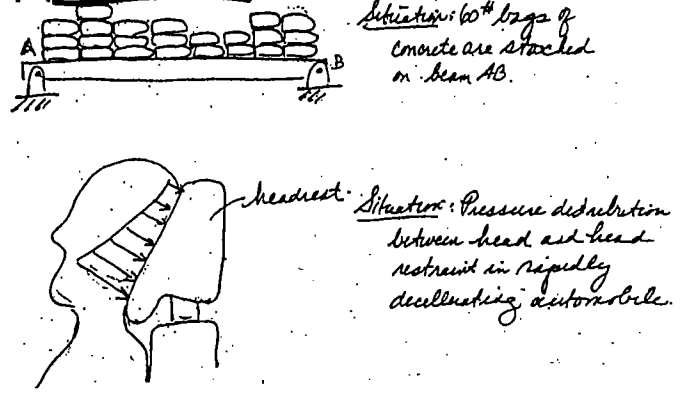 Situation: 60# bags of
concrete are stacked
on beam AB.
A
B
headrest.
Situation: Pressure distribution
between head and head
restraint in rapidly
decellerating automobile.